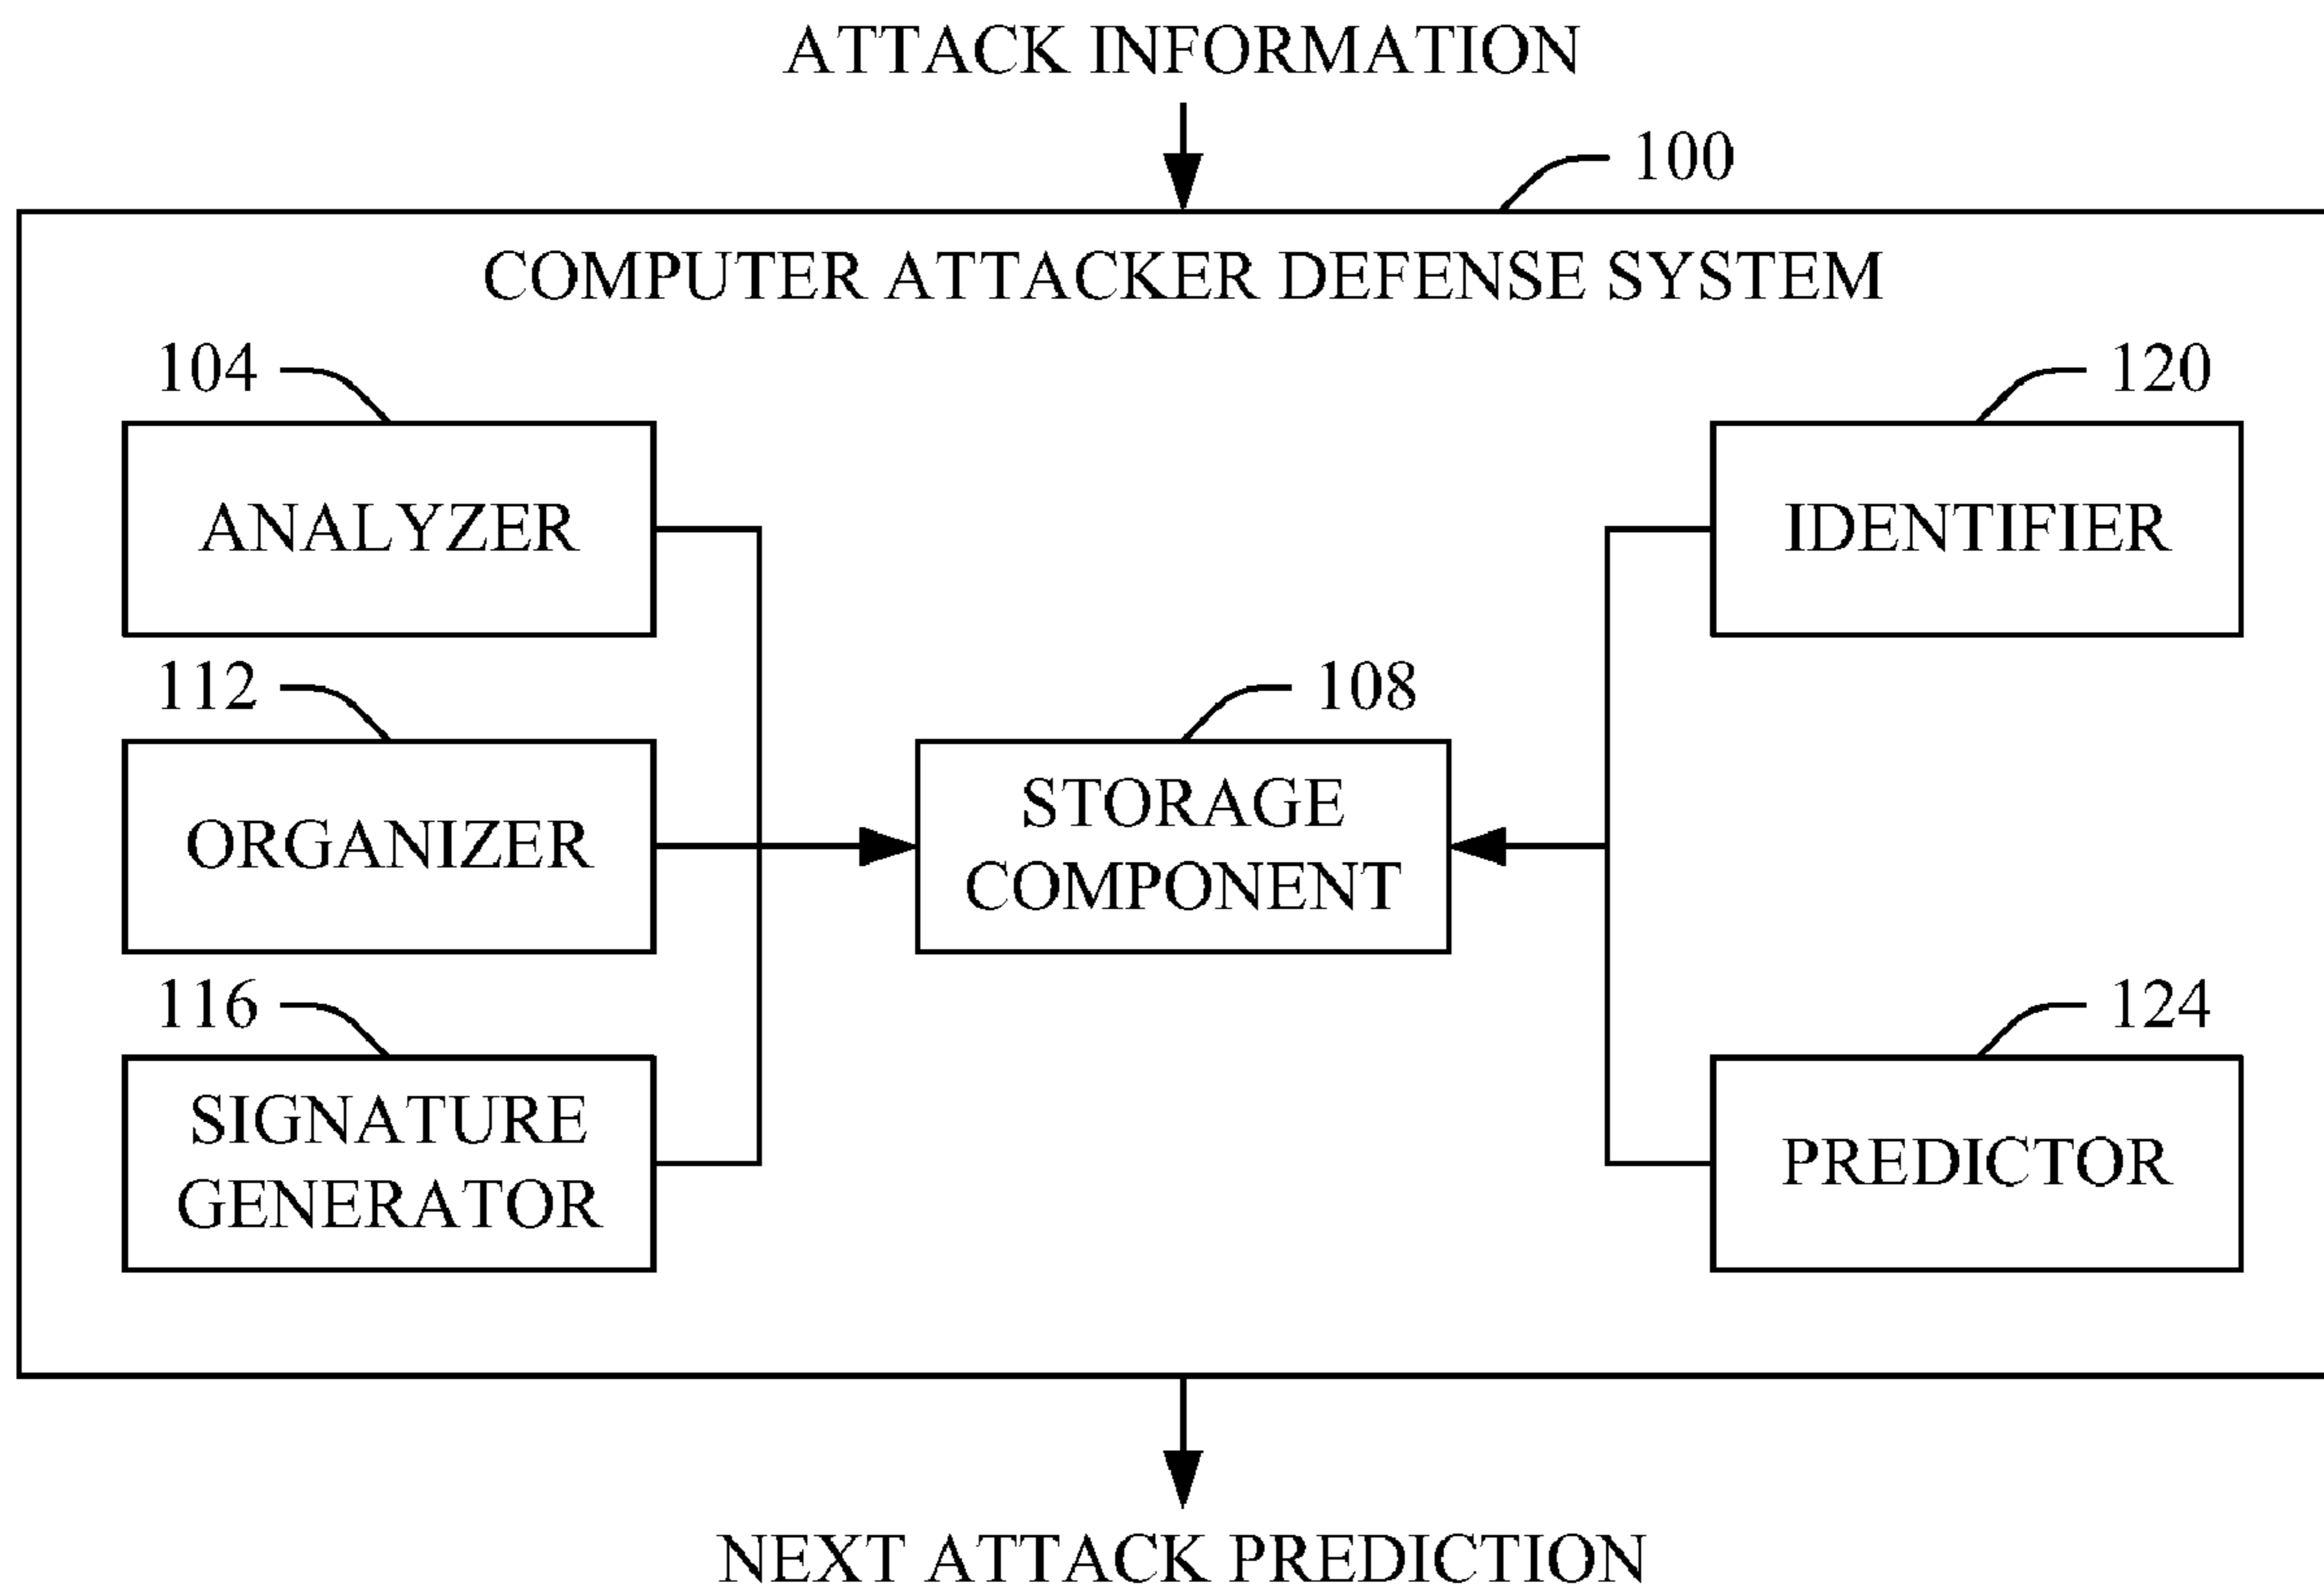 ATTACK INFORMATION
100
COMPUTER ATTACKER DEFENSE SYSTEM
104
120
ANALYZER
IDENTIFIER
112
108
ORGANIZER
STORAGE
COMPONENT
116
124
SIGNATURE
GENERATOR
PREDICTOR
NEXT ATTACK PREDICTION